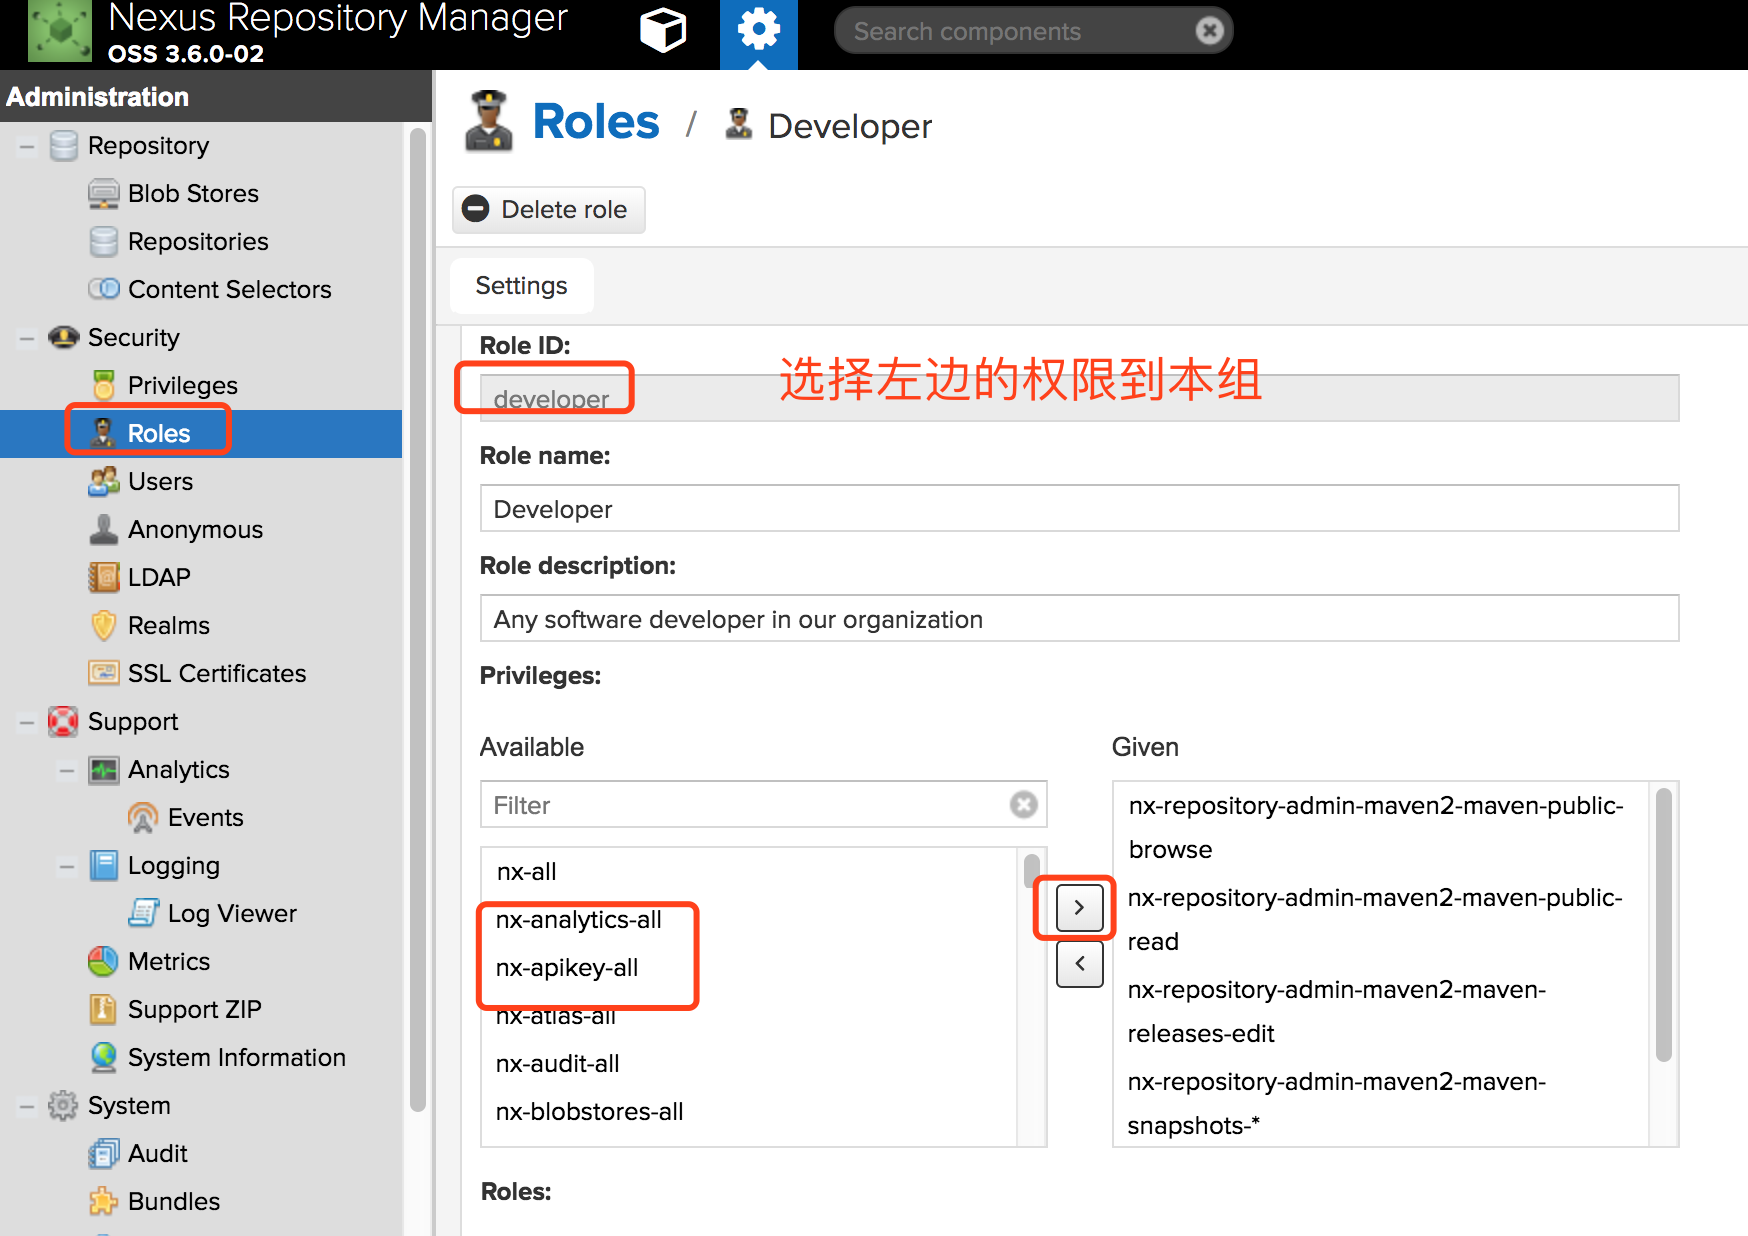 Nexus Repository Manager
OSS 3.6.0-02
Search components
Administration
Repository
Blob Stores
Repositories
Content Selectors
Security
Privileges
Roles
Users
Anonymous
LDAP
Realms
SSL Certificates
Support
Analytics
Events
Logging
Log Viewer
Metrics
Support ZIP
System Information
System
Audit
Bundles
Roles / Developer
Delete role
Settings
Role ID:
developer
选择左边的权限到本组
Role name:
Developer
Role description:
Any software developer in our organization
Privileges:
Available
Filter
nx-all
nx-analytics-all
nx-apikey-all
nx-atlas-all
nx-audit-all
nx-blobstores-all
>
<
Given
nx-repository-admin-maven2-maven-public-
browse
nx-repository-admin-maven2-maven-public-
read
nx-repository-admin-maven2-maven-
releases-edit
nx-repository-admin-maven2-maven-
snapshots-*
Roles: